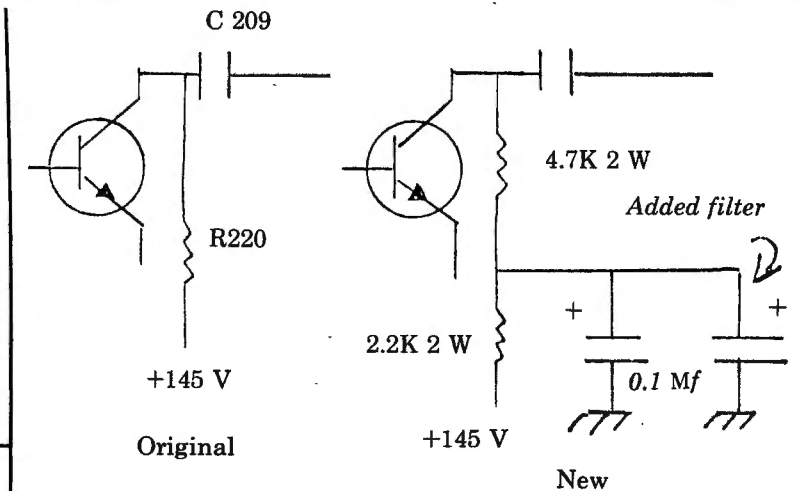 C 209
R220
+145 V
Original
4.7K 2 W
Added filter
2.2K 2 W
+
+
0.1 Mf
+145 V
New